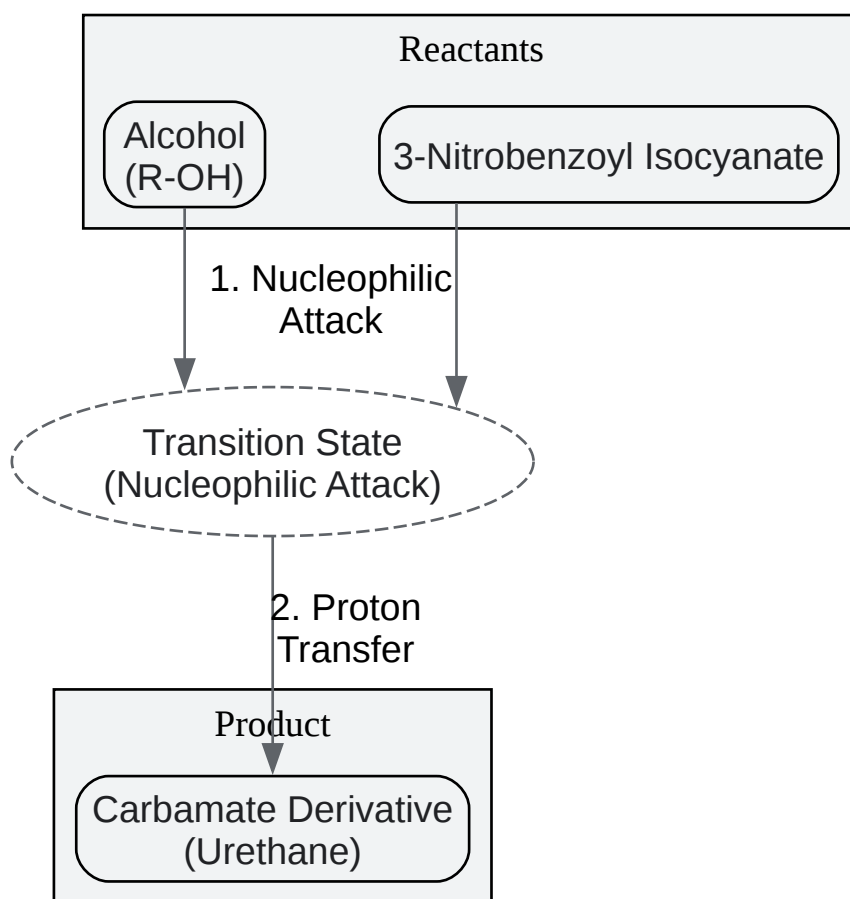 Reactants
Alcohol
(R-OH)
3-Nitrobenzoyl Isocyanate
1. Nucleophilic
Attack
Transition State
(Nucleophilic Attack)
2. Proton
Transfer
Product
Carbamate Derivative
(Urethane)